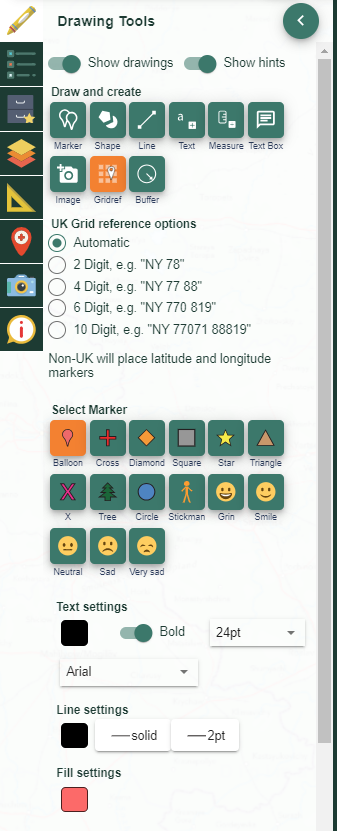 Drawing Tools
Show drawings Show hints
Draw and create
Marker Shape Line Text Measure Text Box
Image Gridref Buffer
UK Grid reference options
Automatic
2 Digit, e.g. "NY 78"
4 Digit, e.g. "NY 77 88"
6 Digit, e.g. "NY 770 819"
10 Digit, e.g. "NY 77071 88819"
Non-UK will place latitude and longitude
markers
Select Marker
Balloon Cross Diamond Square Star Triangle
X Tree Circle Stickman Grin Smile
Neutral Sad Very sad
Text settings
Bold 24pt
Arial
Line settings
solid 2pt
Fill settings